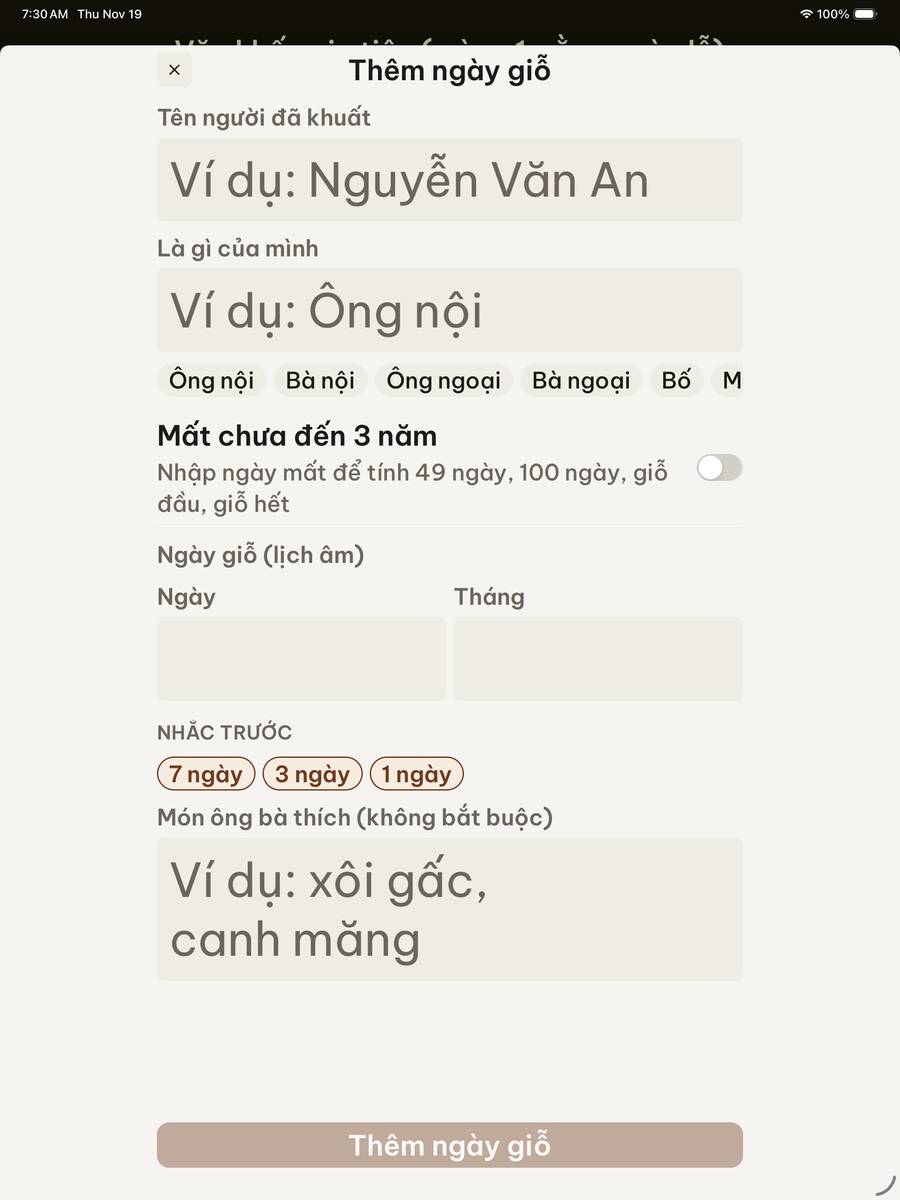 7:30 AM Thu Nov 19
100%
Thêm ngày giỗ
Tên người đã khuất
Ví dụ: Nguyễn Văn An
Là gì của mình
Ví dụ: Ông nội
Ông nội Bà nội Ông ngoại Bà ngoại Bố M
Mất chưa đến 3 năm
Nhập ngày mất để tính 49 ngày, 100 ngày, giỗ
đầu, giỗ hết
Ngày giỗ (lịch âm)
Ngày Tháng
NHẮC TRƯỚC
7 ngày 3 ngày 1 ngày
Món ông bà thích (không bắt buộc)
Ví dụ: xôi gấc,
canh măng
Thêm ngày giỗ